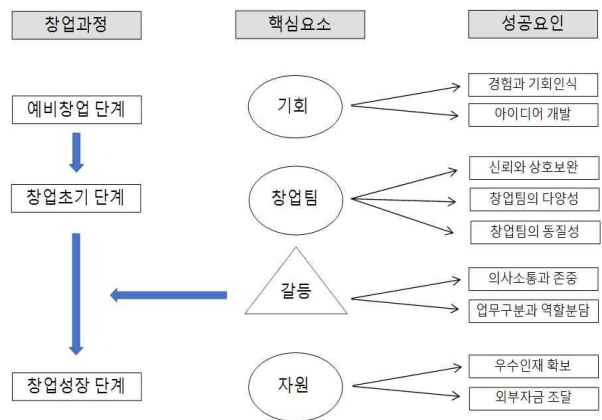 창업과정
핵심요소
성공요인
예비창업 단계
기회
경험과 기회인식
아이디어 개발
창업초기 단계
창업팀
신뢰와 상호보완
창업팀의 다양성
창업팀의 동질성
갈등
의사소통과 존중
업무구분과 역할분담
창업성장 단계
자원
우수인재 확보
외부자금 조달